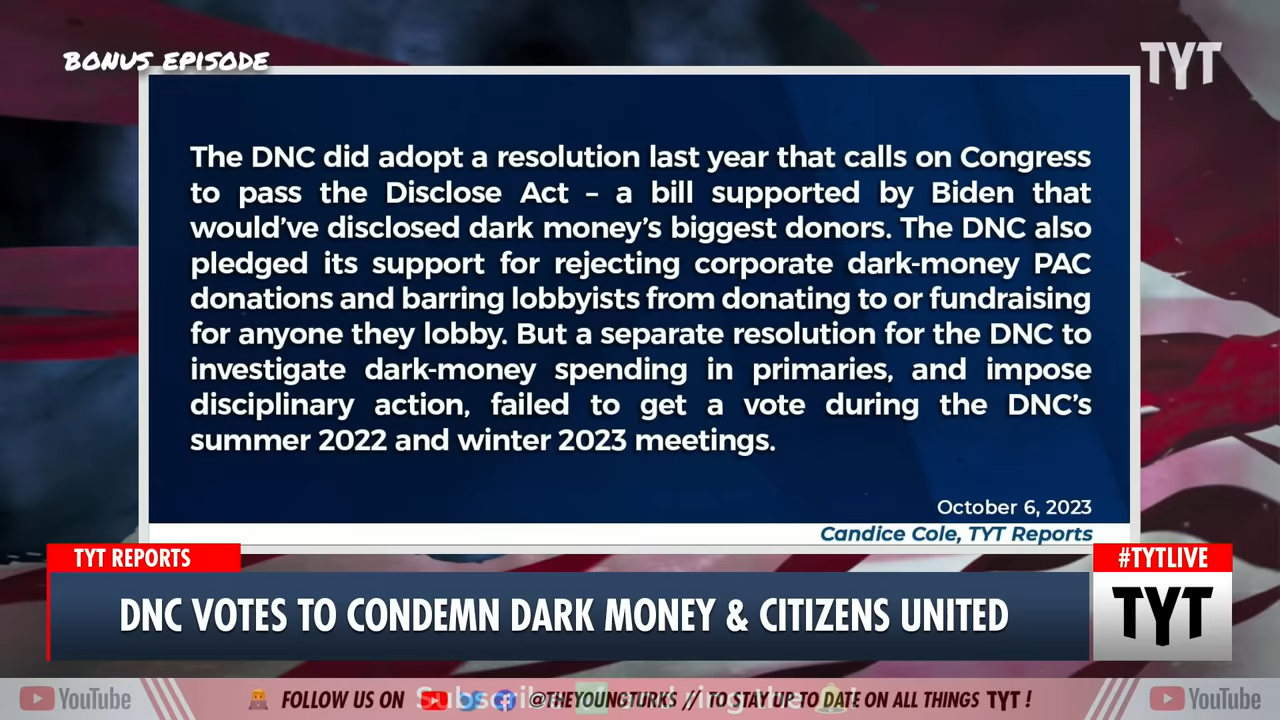 BONUS EPISODE
TYT
The DNC did adopt a resolution last year that calls on Congress
to pass the Disclose Act – a bill supported by Biden that
would've disclosed dark money's biggest donors. The DNC also
pledged its support for rejecting corporate dark-money PAC
donations and barring lobbyists from donating to or fundraising
for anyone they lobby. But a separate resolution for the DNC to
investigate dark-money spending in primaries, and impose
disciplinary action, failed to get a vote during the DNC's
summer 2022 and winter 2023 meetings.
October 6, 2023
Candice Cole, TYT Reports
TYT REPORTS
#TYTLIVE
DNC VOTES TO CONDEMN DARK MONEY & CITIZENS UNITED
TYT
YouTube
FOLLOW US ON @THEYOUNGTURKS // TO STAY UP TO DATE ON ALL THINGS TYT !
YouTube